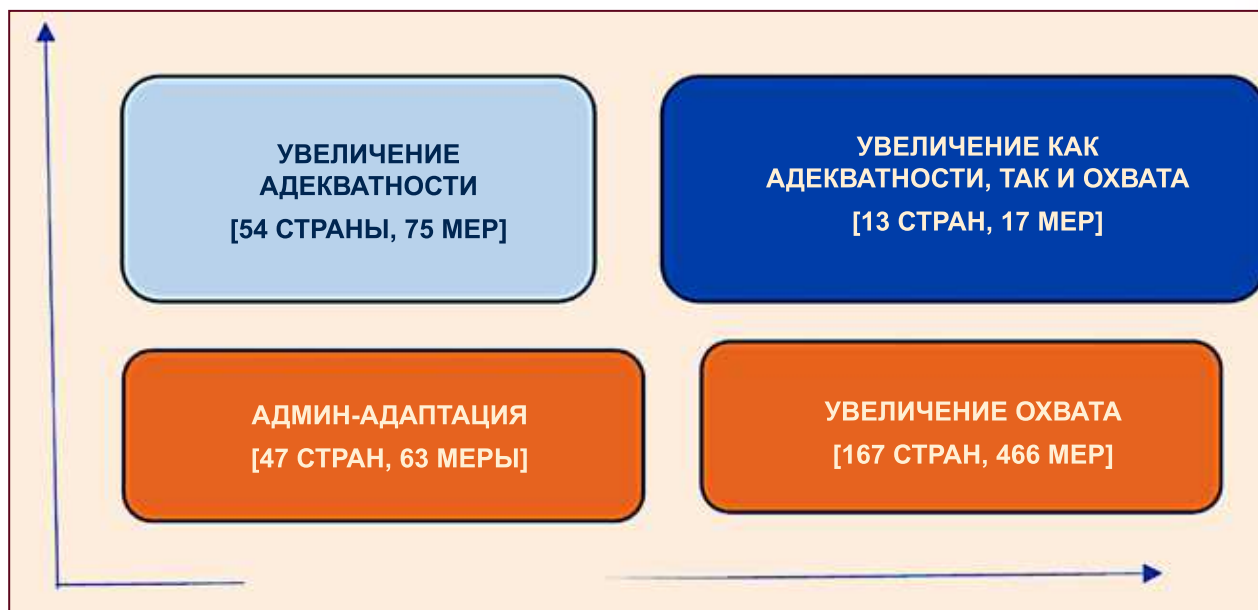 УВЕЛИЧЕНИЕ
АДЕКВАТНОСТИ
[54 СТРАНЫ, 75 МЕР]
УВЕЛИЧЕНИЕ КАК
АДЕКВАТНОСТИ, ТАК И ОХВАТА
[13 СТРАН, 17 МЕР]
АДМИН-АДАПТАЦИЯ
[47 СТРАН, 63 МЕРЫ]
УВЕЛИЧЕНИЕ ОХВАТА
[167 СТРАН, 466 МЕР]